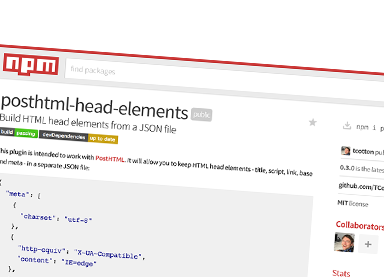 npm
find packages
posthtml-head-elements public
Build HTML head elements from a JSON file
build passing devDependencies up to date
This plugin is intended to work with PostHTML. It will allow you to keep HTML head elements - title, script, link, base
and meta - in a separate JSON file:
{
"meta": [
{
"charset": "utf-8"
},
{
"http-equiv": "X-UA-Compatible",
"content": "IE=edge"
},
npm i
tcotton
0.3.0 is the latest
github.com/TCo
MIT license
Collaborators
+
Stats